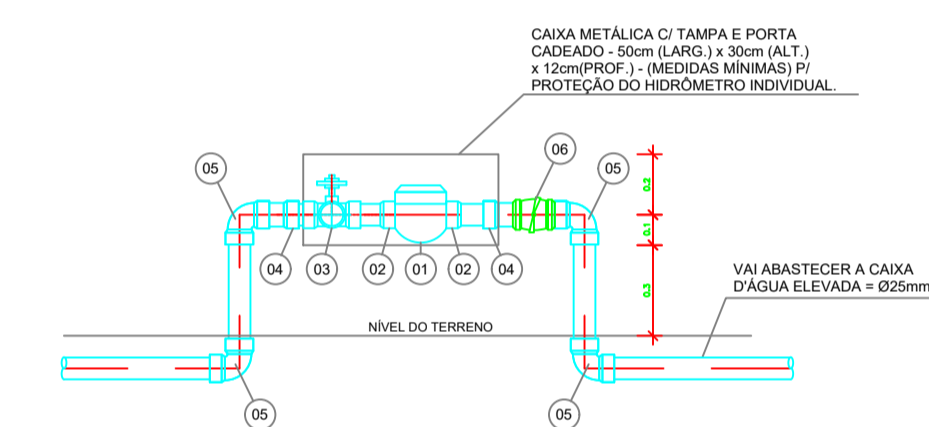 CAIXA METÁLICA C/ TAMPA E PORTA
CADEADO - 50cm (LARG.) x 30cm (ALT.)
x 12cm(PROF.) - (MEDIDAS MÍNIMAS) P/
PROTEÇÃO DO HIDRÔMETRO INDIVIDUAL.
06
05
05
0.2
0.1
04
03
02
01
02
04
0.3
VAI ABASTECER A CAIXA
D'ÁGUA ELEVADA = Ø25mm
NÍVEL DO TERRENO
05
05